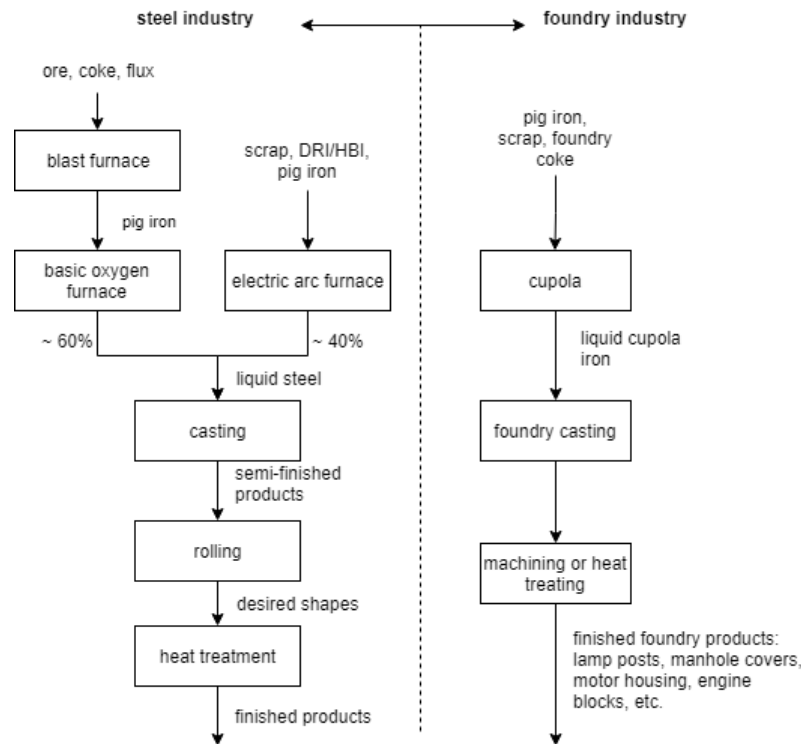 steel industry
foundry industry
ore, coke, flux
blast furnace
pig iron
basic oxygen
furnace
scrap, DRI/HBI,
pig iron
electric arc furnace
~ 60%
~ 40%
liquid steel
casting
semi-finished
products
rolling
desired shapes
heat treatment
finished products
pig iron,
scrap, foundry
coke
cupola
liquid cupola
iron
foundry casting
machining or heat
treating
finished foundry products:
lamp posts, manhole covers,
motor housing, engine
blocks, etc.